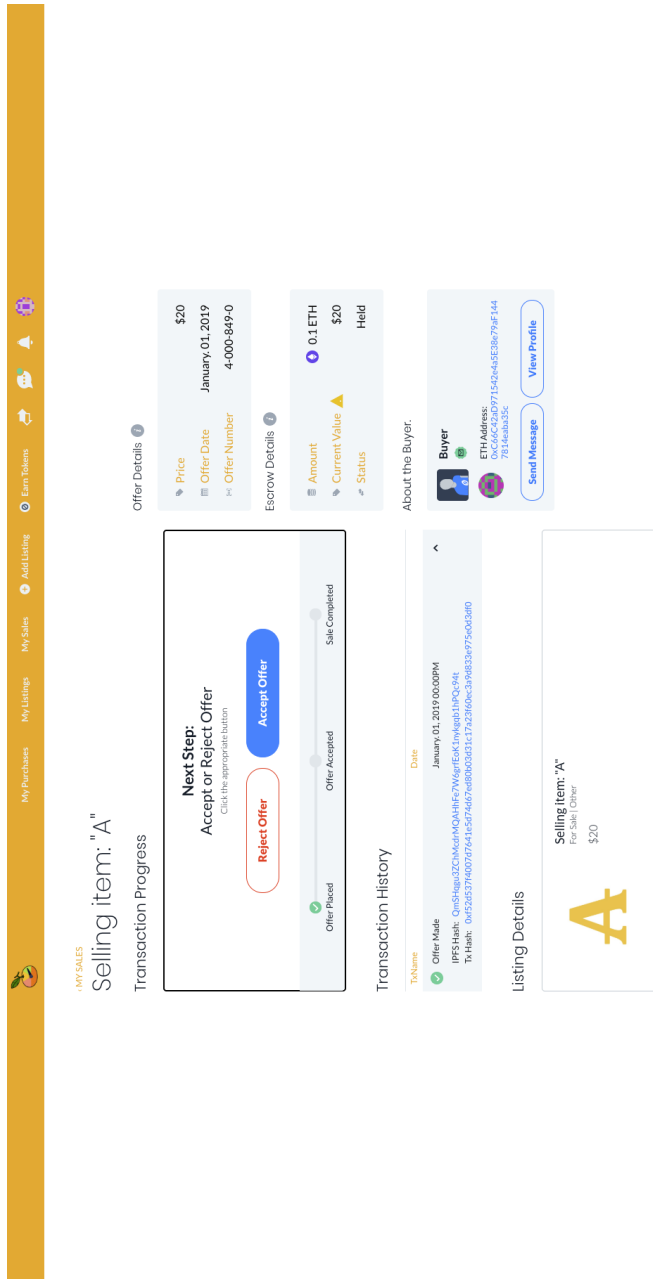 My Purchases
My Listings
My Sales
Add Listing
Earn Tokens
‹ MY SALES
Selling item: "A"
Transaction Progress
Next Step:
Accept or Reject Offer
Click the appropriate button
Reject Offer
Accept Offer
Offer Placed
Offer Accepted
Sale Completed
Transaction History
TxName
Date
Offer Made
January. 01, 2019 00:00PM
IPFS Hash: QmSHqgu3ZChMcdrMQAHhFe7W6grfEoK1nykgqb1hPQc94t
Tx Hash: 0xf52d537f4007d7641e5d74d67ed80b03d31c17a23f60ec3a9d833e975e0d3df0
Listing Details
A
Selling item: "A"
For Sale | Other
$20
Offer Details
Price
$20
Offer Date
January. 01, 2019
Offer Number
4-000-849-0
Escrow Details
Amount
0.1 ETH
Current Value
$20
Status
Held
About the Buyer.
Buyer
ETH Address:
0xC66C42aD971542e4a5E38e79aF144
7814eaba35c
Send Message
View Profile